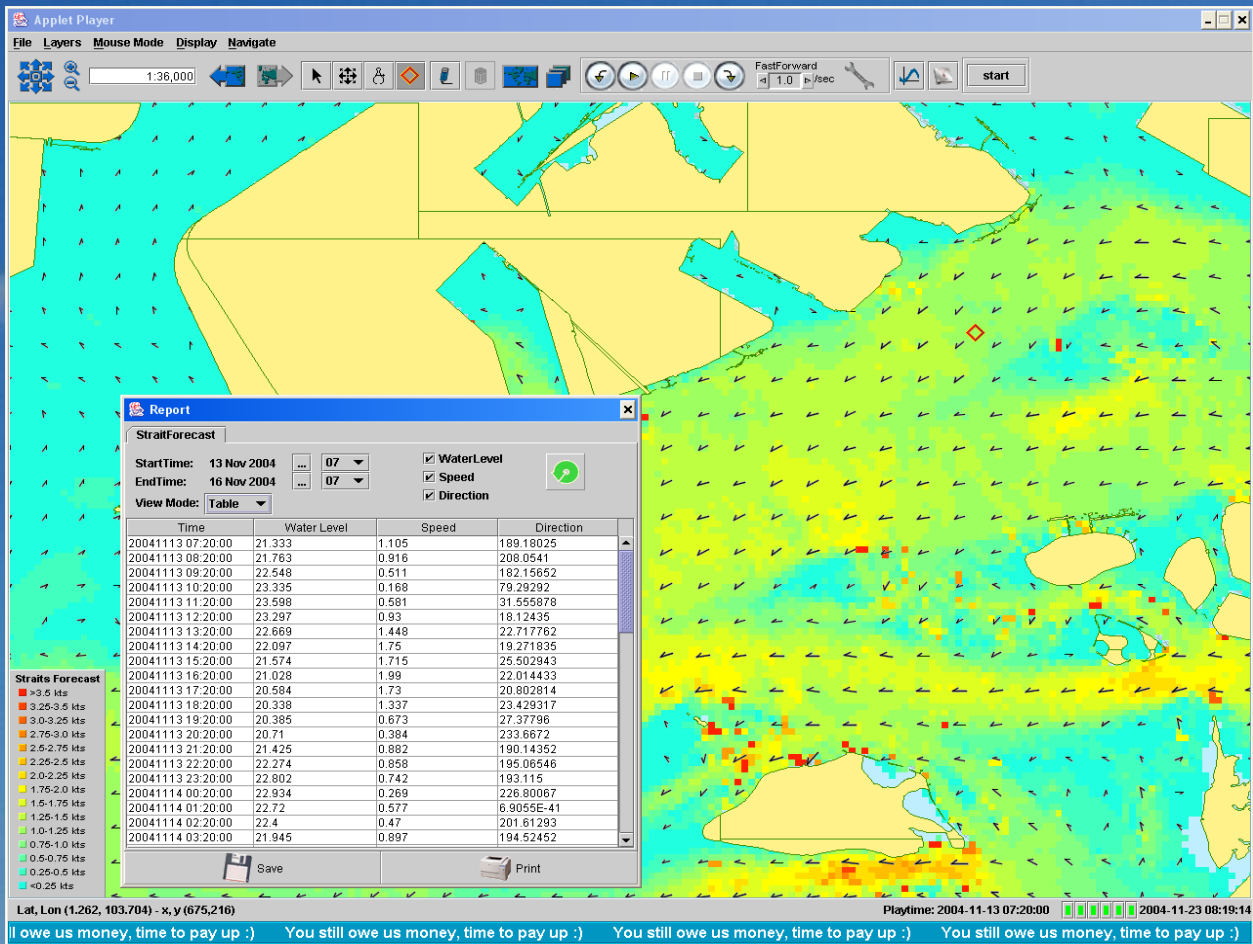 Applet Player
File Layers Mouse Mode Display Navigate
1:36,000
FastForward
1.0 /sec
start
Report
StraitForecast
StartTime: 13 Nov 2004 ... 07
EndTime: 16 Nov 2004 ... 07
View Mode: Table
WaterLevel
Speed
Direction
Time Water Level Speed Direction
20041113 07:20:00 21.333 1.105 189.18025
20041113 08:20:00 21.763 0.916 208.0541
20041113 09:20:00 22.548 0.511 182.15652
20041113 10:20:00 23.335 0.168 79.29292
20041113 11:20:00 23.598 0.581 31.555878
20041113 12:20:00 23.297 0.93 18.12435
20041113 13:20:00 22.669 1.448 22.717762
20041113 14:20:00 22.097 1.75 19.271835
20041113 15:20:00 21.574 1.715 25.502943
20041113 16:20:00 21.028 1.99 22.014433
20041113 17:20:00 20.584 1.73 20.802814
20041113 18:20:00 20.338 1.337 23.429317
20041113 19:20:00 20.385 0.673 27.37796
20041113 20:20:00 20.71 0.384 233.6672
20041113 21:20:00 21.425 0.882 190.14352
20041113 22:20:00 22.274 0.858 195.06546
20041113 23:20:00 22.802 0.742 193.115
20041114 00:20:00 22.934 0.269 226.80067
20041114 01:20:00 22.72 0.577 6.9055E-41
20041114 02:20:00 22.4 0.47 201.61293
20041114 03:20:00 21.945 0.897 194.52452
Save Print
Straits Forecast
>3.5 kts
3.25-3.5 kts
3.0-3.25 kts
2.75-3.0 kts
2.5-2.75 kts
2.25-2.5 kts
2.0-2.25 kts
1.75-2.0 kts
1.5-1.75 kts
1.25-1.5 kts
1.0-1.25 kts
0.75-1.0 kts
0.5-0.75 kts
0.25-0.5 kts
<0.25 kts
Lat, Lon (1.262, 103.704) - x, y (675,216) Playtime: 2004-11-13 07:20:00 2004-11-23 08:19:14
ll owe us money, time to pay up :) You still owe us money, time to pay up :) You still owe us money, time to pay up :) You still owe us money, time to pay up :)